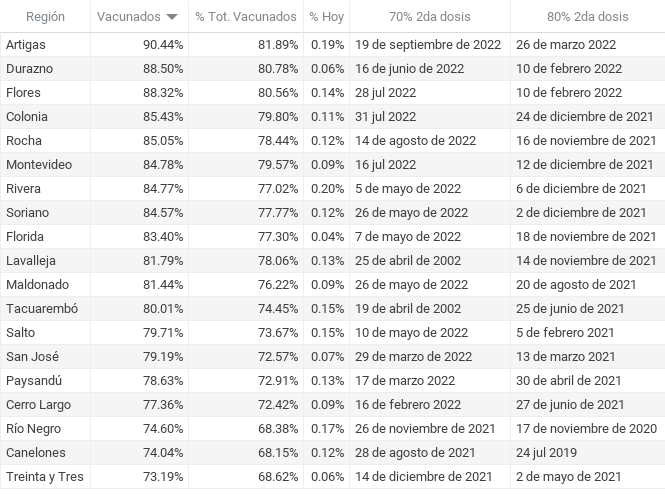 Región Vacunados % Tot. Vacunados % Hoy 70% 2da dosis 80% 2da dosis
Artigas 90.44% 81.89% 0.19% 19 de septiembre de 2022 26 de marzo 2022
Durazno 88.50% 80.78% 0.06% 16 de junio de 2022 10 de febrero 2022
Flores 88.32% 80.56% 0.14% 28 jul 2022 10 de febrero 2022
Colonia 85.43% 79.80% 0.11% 31 jul 2022 24 de diciembre de 2021
Rocha 85.05% 78.44% 0.12% 14 de agosto de 2022 16 de noviembre de 2021
Montevideo 84.78% 79.57% 0.09% 16 jul 2022 12 de diciembre de 2021
Rivera 84.77% 77.02% 0.20% 5 de mayo de 2022 6 de diciembre de 2021
Soriano 84.57% 77.77% 0.12% 26 de mayo de 2022 2 de diciembre de 2021
Florida 83.40% 77.30% 0.04% 7 de mayo de 2022 18 de noviembre de 2021
Lavalleja 81.79% 78.06% 0.13% 25 de abril de 2002 14 de noviembre de 2021
Maldonado 81.44% 76.22% 0.09% 26 de mayo de 2022 20 de agosto de 2021
Tacuarembó 80.01% 74.45% 0.15% 19 de abril de 2002 25 de junio de 2021
Salto 79.71% 73.67% 0.15% 10 de mayo de 2022 5 de febrero 2021
San José 79.19% 72.57% 0.07% 29 de marzo de 2022 13 de marzo 2021
Paysandú 78.63% 72.91% 0.13% 17 de marzo 2022 30 de abril de 2021
Cerro Largo 77.36% 72.42% 0.09% 16 de febrero 2022 27 de junio de 2021
Río Negro 74.60% 68.38% 0.17% 26 de noviembre de 2021 17 de noviembre de 2020
Canelones 74.04% 68.15% 0.12% 28 de agosto de 2021 24 jul 2019
Treinta y Tres 73.19% 68.62% 0.06% 14 de diciembre de 2021 2 de mayo de 2021